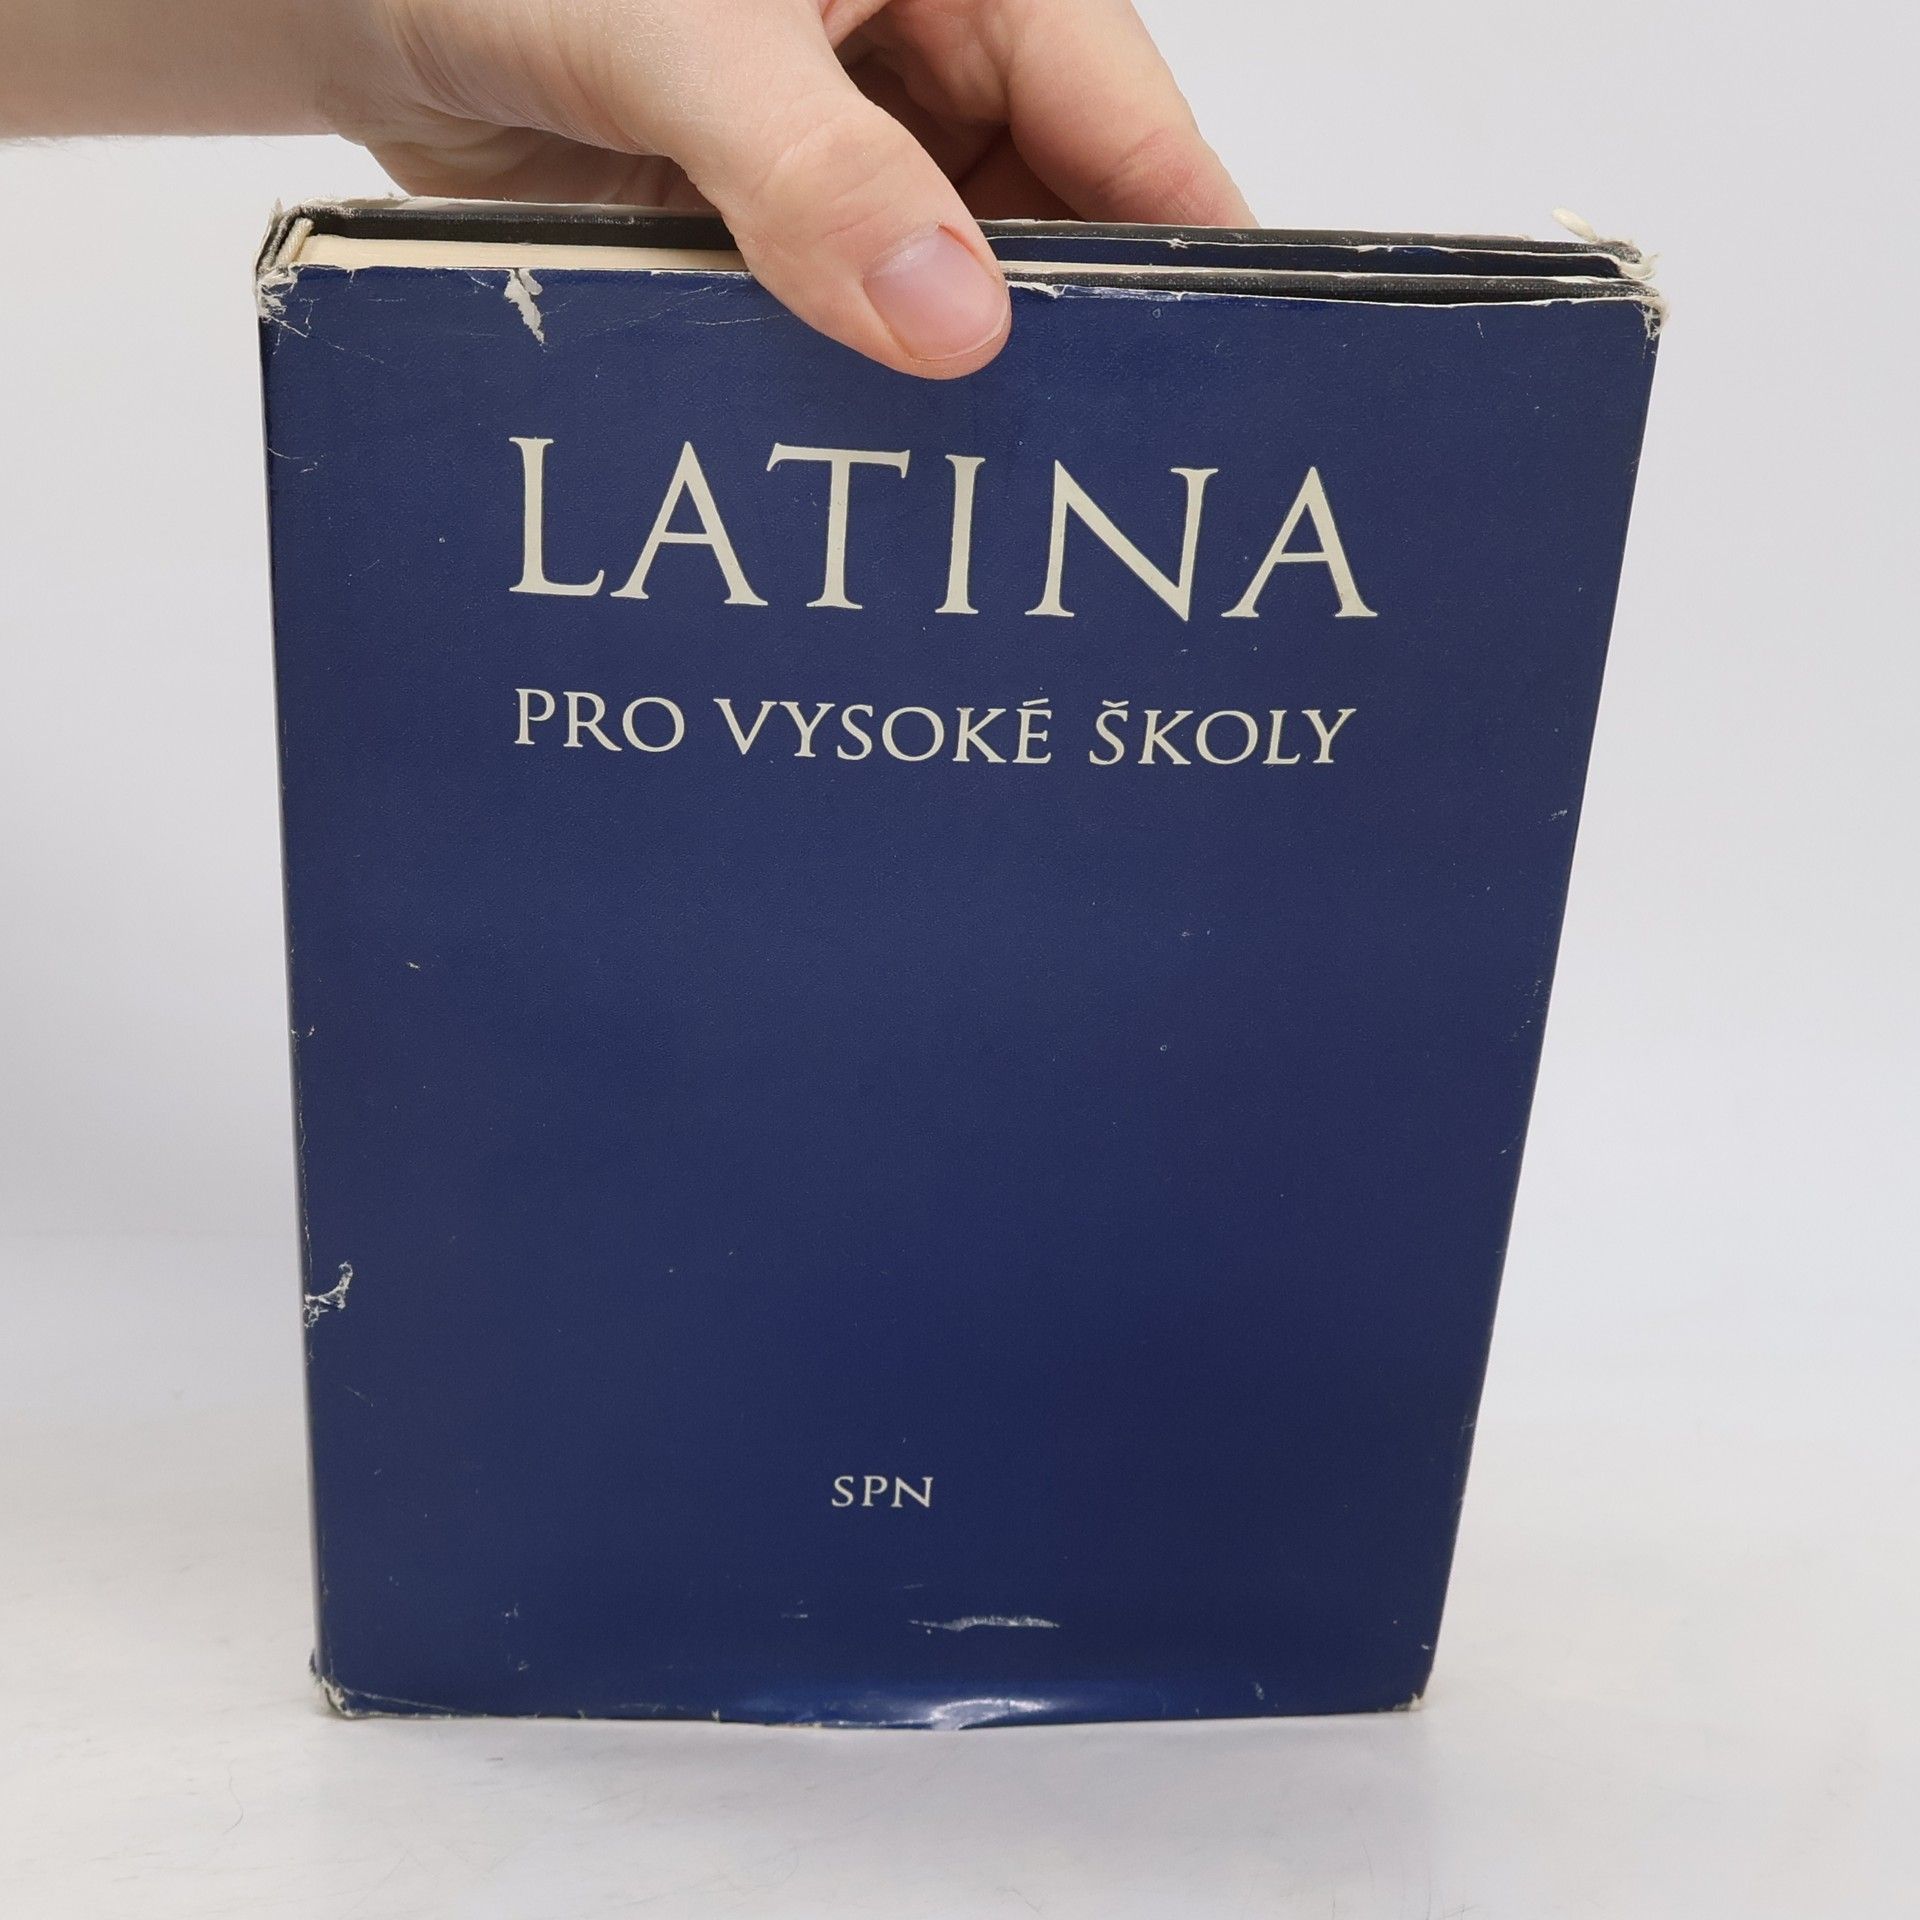 LATINA
PRO VYSOKÉ ŠKOLY
SPN